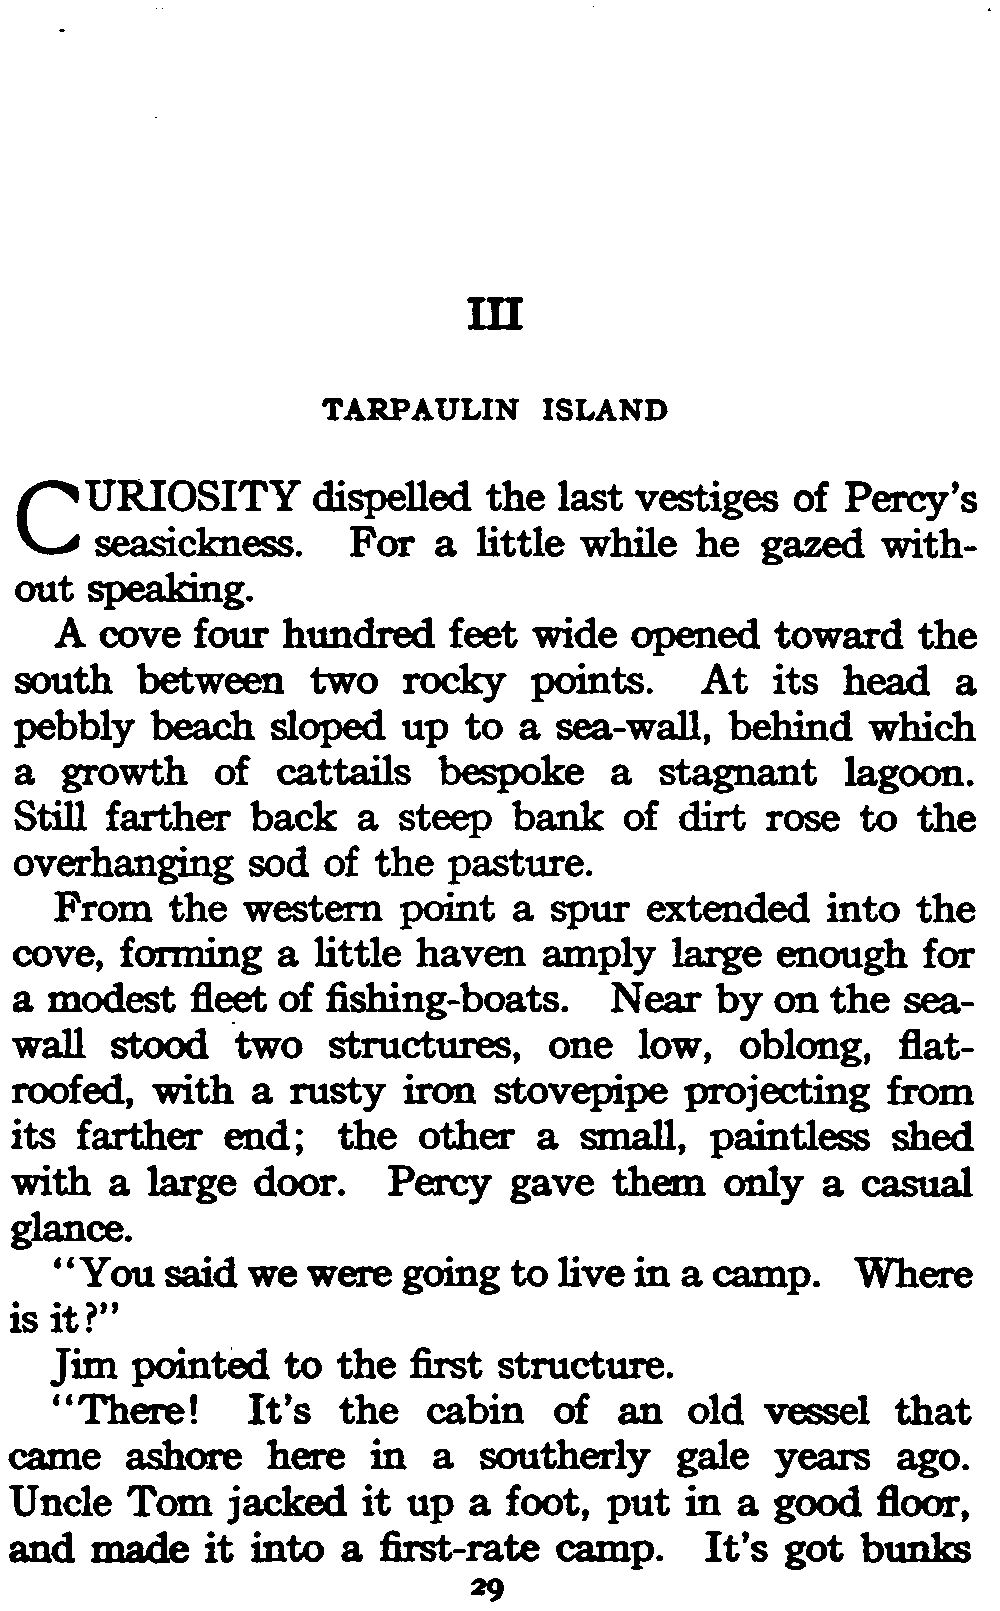 III
TARPAULIN ISLAND
CURIOSITY dispelled the last vestiges of Percy's
seasickness. For a little while he gazed with-
out speaking.
A cove four hundred feet wide opened toward the
south between two rocky points. At its head a
pebbly beach sloped up to a sea-wall, behind which
a growth of cattails bespoke a stagnant lagoon.
Still farther back a steep bank of dirt rose to the
overhanging sod of the pasture.
From the western point a spur extended into the
cove, forming a little haven amply large enough for
a modest fleet of fishing-boats. Near by on the sea-
wall stood two structures, one low, oblong, flat-
roofed, with a rusty iron stovepipe projecting from
its farther end; the other a small, paintless shed
with a large door. Percy gave them only a casual
glance.
"You said we were going to live in a camp. Where
is it?"
Jim pointed to the first structure.
"There! It's the cabin of an old vessel that
came ashore here in a southerly gale years ago.
Uncle Tom jacked it up a foot, put in a good floor,
and made it into a first-rate camp. It's got bunks
29